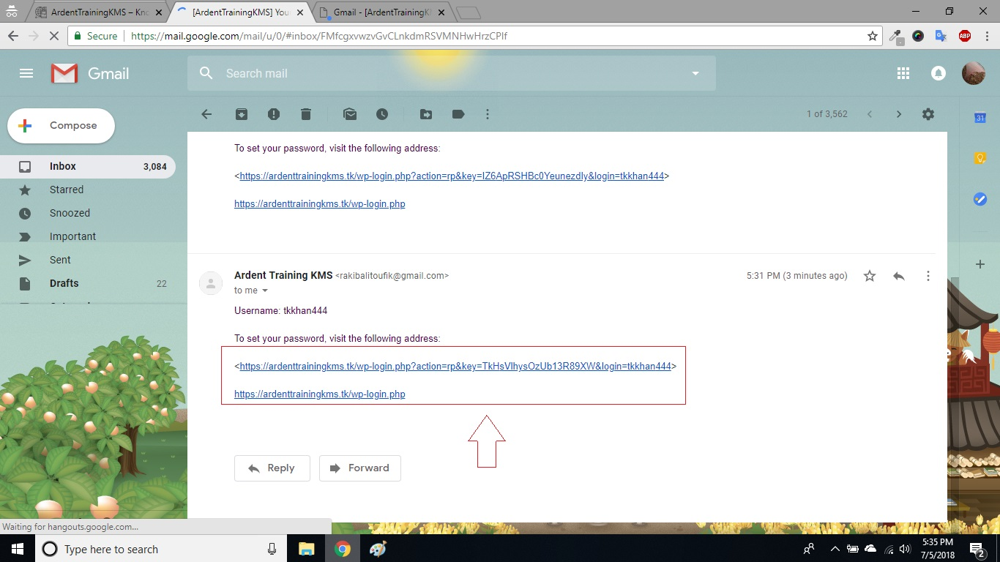 ArdentTrainingKMS – Kno
[ArdentTrainingKMS] You
Gmail - [ArdentTrainingK
Secure
https://mail.google.com/mail/u/0/#inbox/FMfcgxvwzvGvCLnkdmRSVMNHwHrzCPlf
ABP
Gmail
Search mail
Compose
1 of 3,562
31
Inbox 3,084
Starred
Snoozed
Important
Sent
Drafts 22
To set your password, visit the following address:
<https://ardenttrainingkms.tk/wp-login.php?action=rp&key=IZ6ApRSHBc0Yeunezdly&login=tkkhan444>
https://ardenttrainingkms.tk/wp-login.php
Ardent Training KMS <rakibalitoufik@gmail.com>
5:31 PM (3 minutes ago)
to me
Username: tkkhan444
To set your password, visit the following address:
<https://ardenttrainingkms.tk/wp-login.php?action=rp&key=TkHsVIhysOzUb13R89XW&login=tkkhan444>
https://ardenttrainingkms.tk/wp-login.php
Reply
Forward
Waiting for hangouts.google.com...
Type here to search
5:35 PM
7/5/2018
2